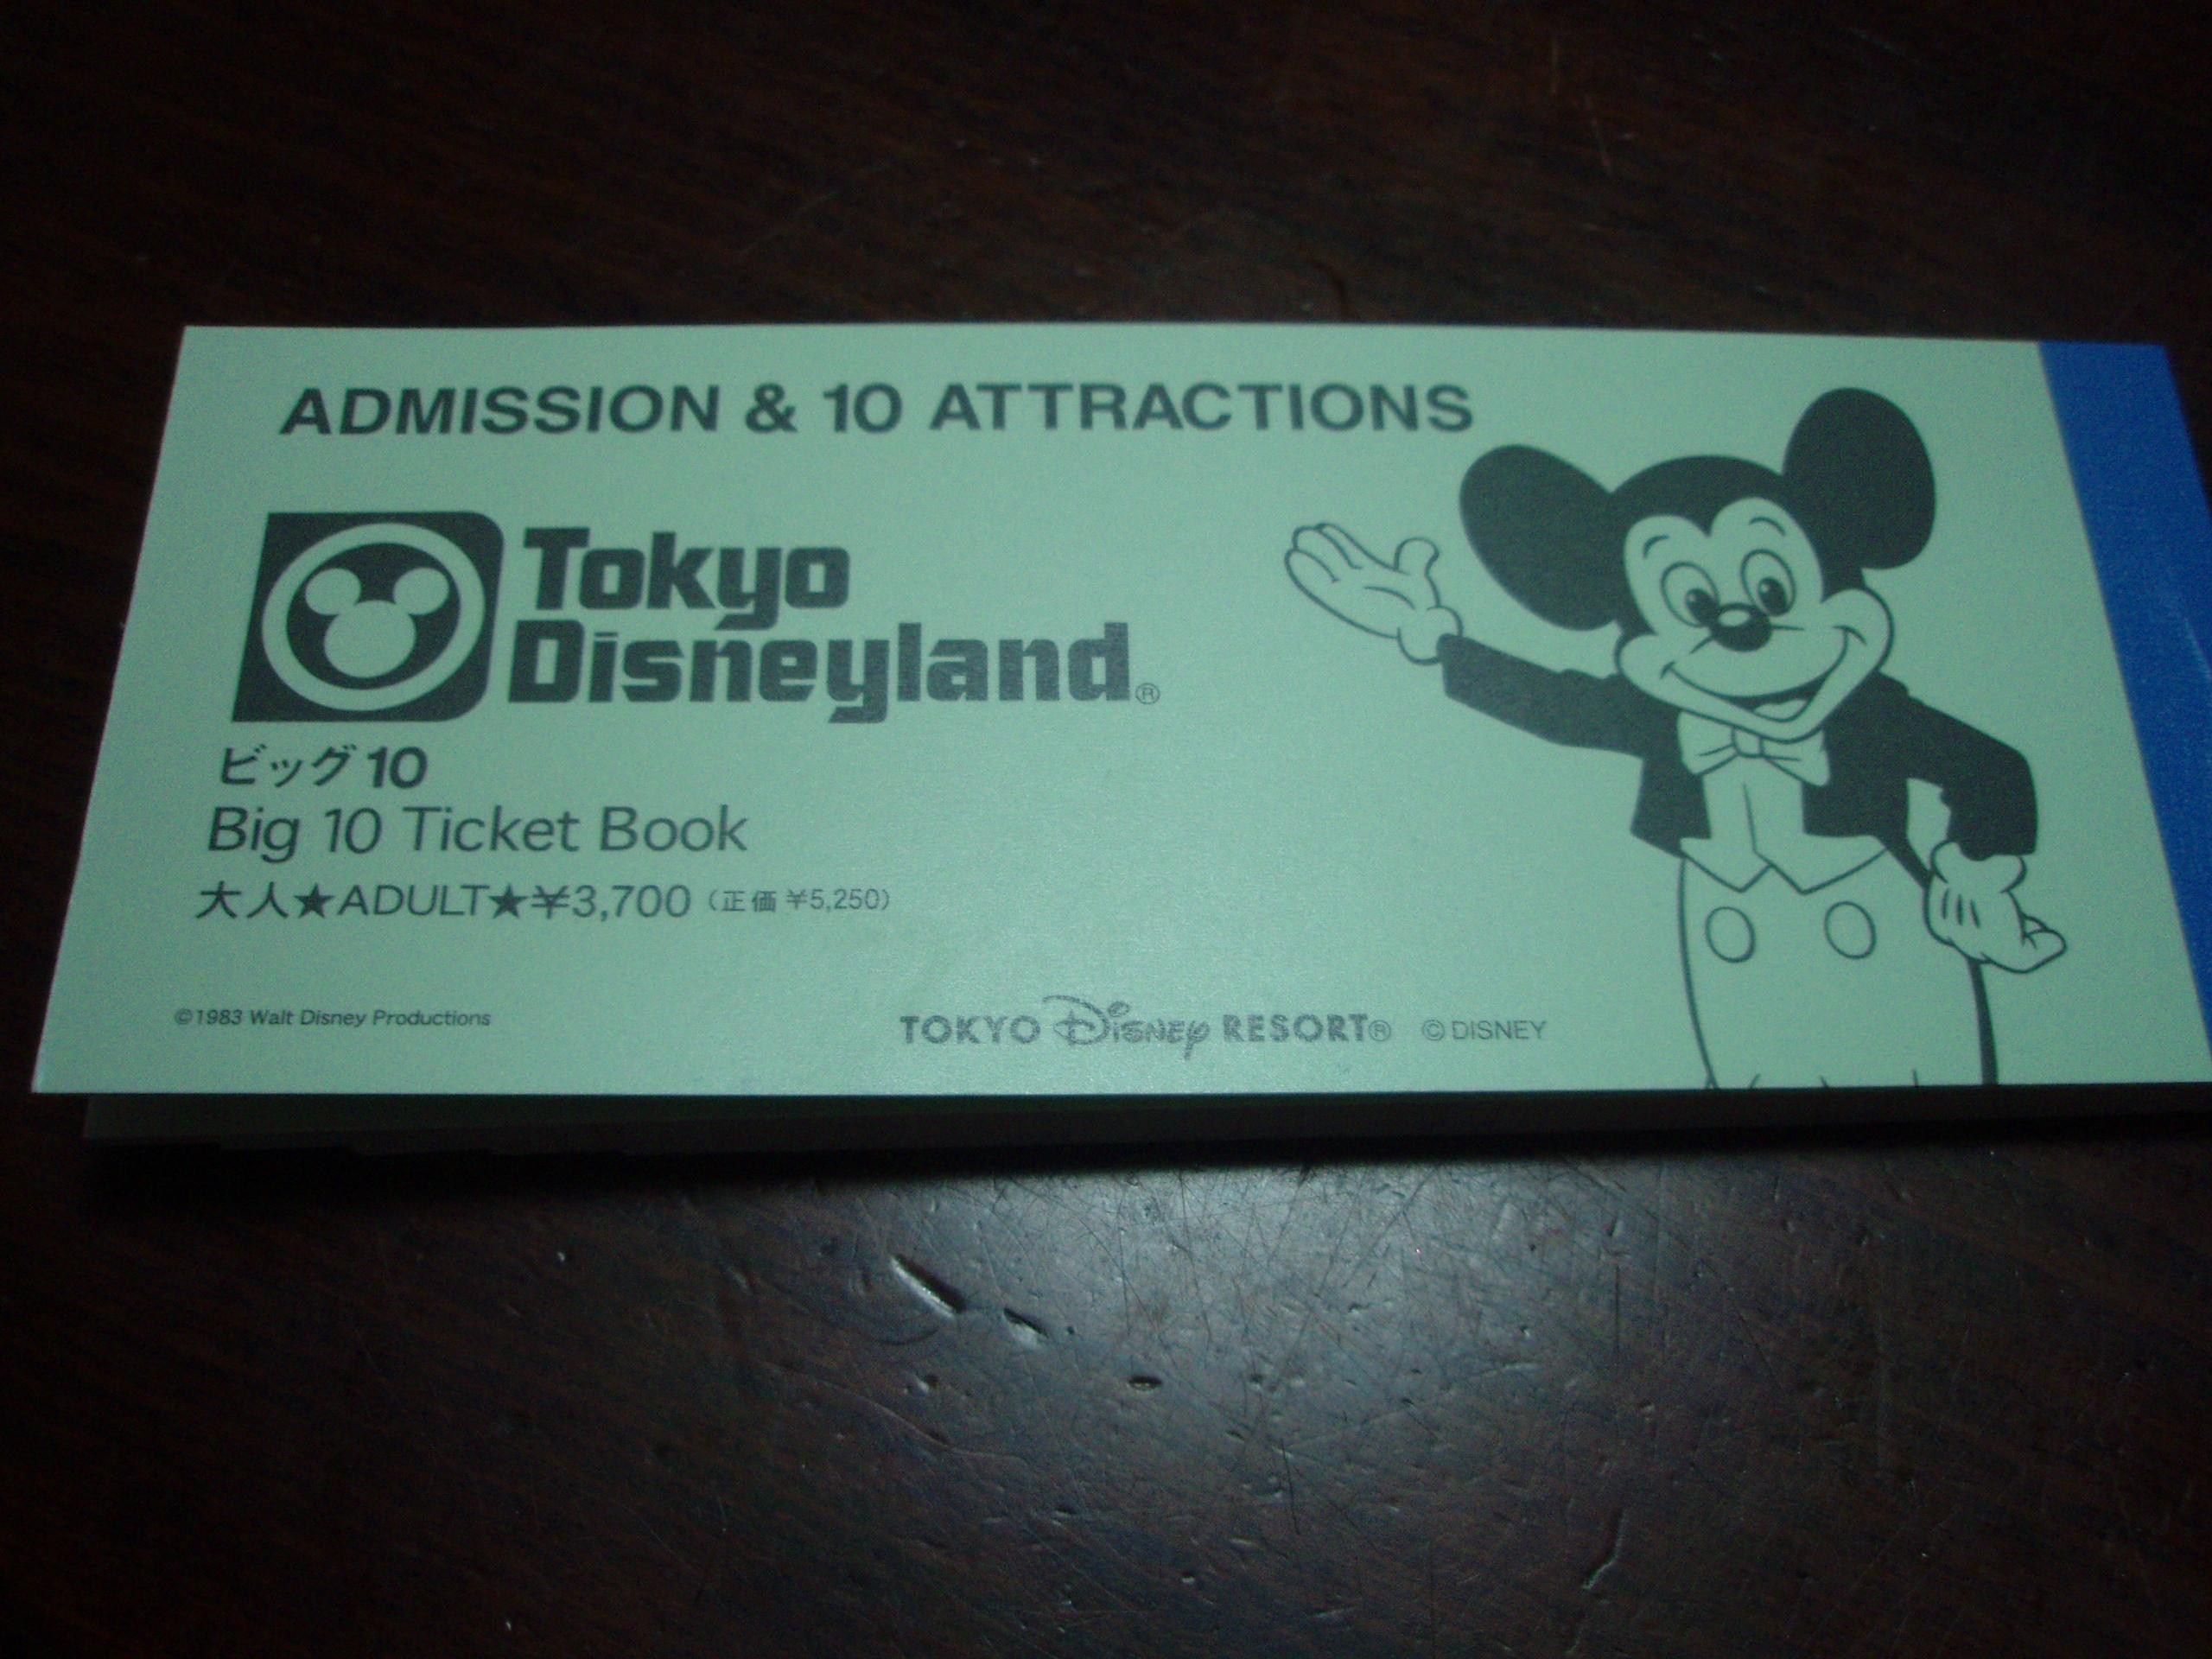 ADMISSION & 10 ATTRACTIONS
Tokyo
Disneyland®
ビッグ10
Big 10 Ticket Book
大人★ADULT★¥3,700（正価 ¥5,250）
©1983 Walt Disney Productions
TOKYO Disney RESORT® © DISNEY